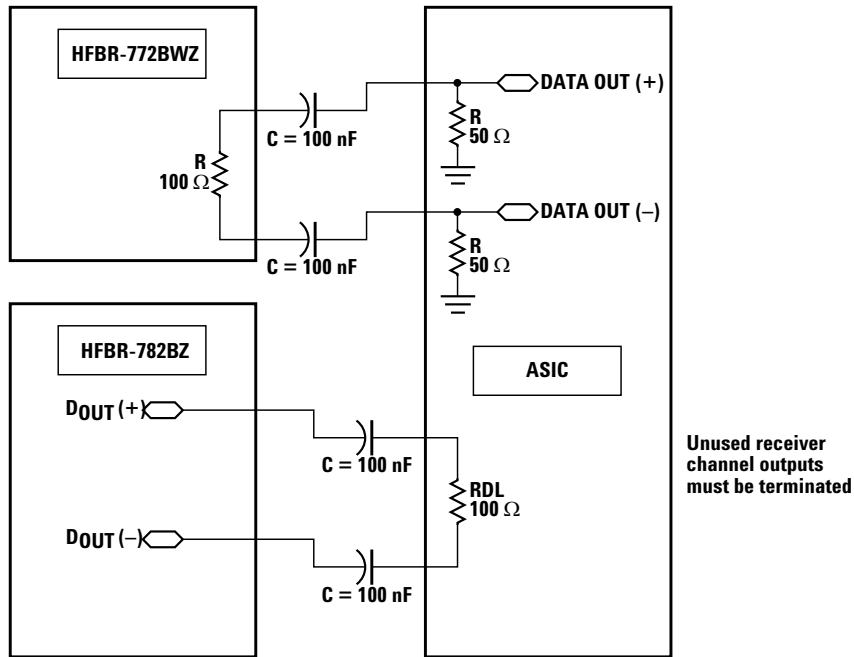 HFBR-772BWZ
DATA OUT (+)
R
50 Ω
C = 100 nF
R
100 Ω
DATA OUT (–)
R
50 Ω
C = 100 nF
HFBR-782BZ
ASIC
DOUT (+)
C = 100 nF
RDL
100 Ω
DOUT (–)
C = 100 nF
Unused receiver
channel outputs
must be terminated